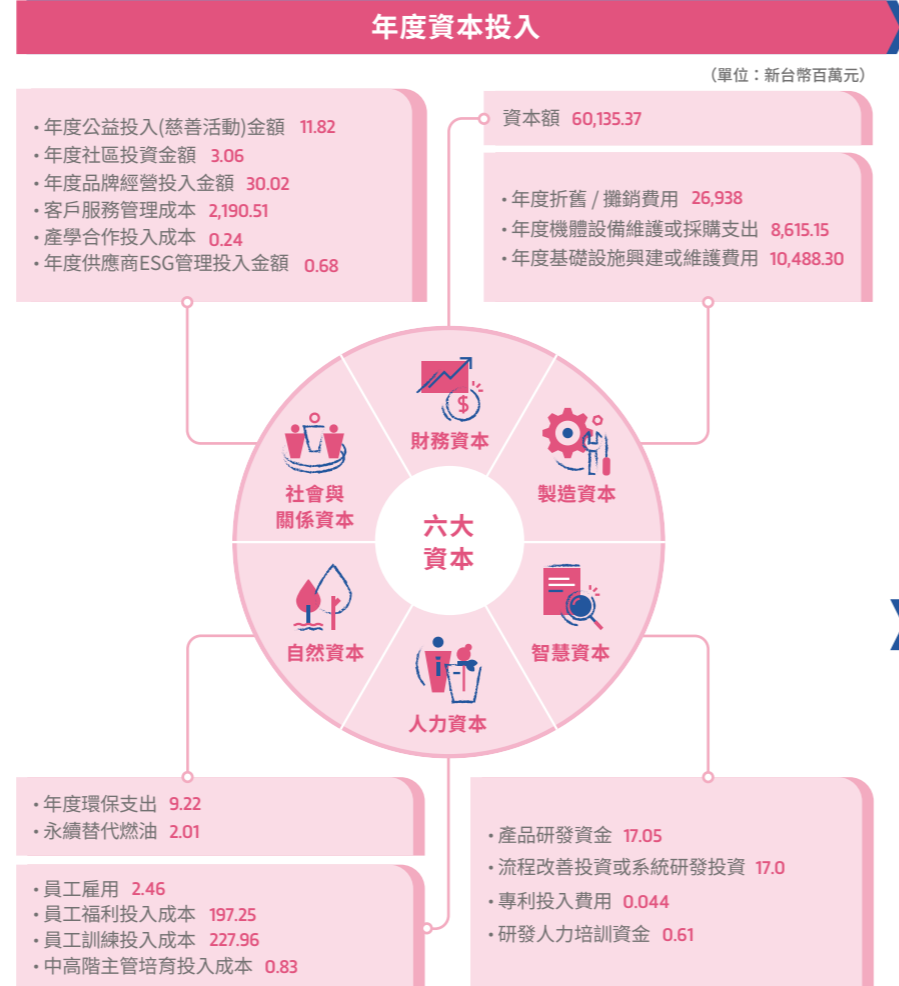 年度資本投入
（單位：新台幣百萬元）
・年度公益投入(慈善活動)金額 11.82
・年度社區投資金額 3.06
・年度品牌經營投入金額 30.02
・客戶服務管理成本 2,190.51
・產學合作投入成本 0.24
・年度供應商ESG管理投入金額 0.68
資本額 60,135.37
・年度折舊 / 攤銷費用 26,938
・年度機體設備維護或採購支出 8,615.15
・年度基礎設施興建或維護費用 10,488.30
財務資本
社會與
關係資本
製造資本
六大
資本
自然資本
智慧資本
人力資本
・年度環保支出 9.22
・永續替代燃油 2.01
・員工雇用 2.46
・員工福利投入成本 197.25
・員工訓練投入成本 227.96
・中高階主管培育投入成本 0.83
・產品研發資金 17.05
・流程改善投資或系統研發投資 17.0
・專利投入費用 0.044
・研發人力培訓資金 0.61